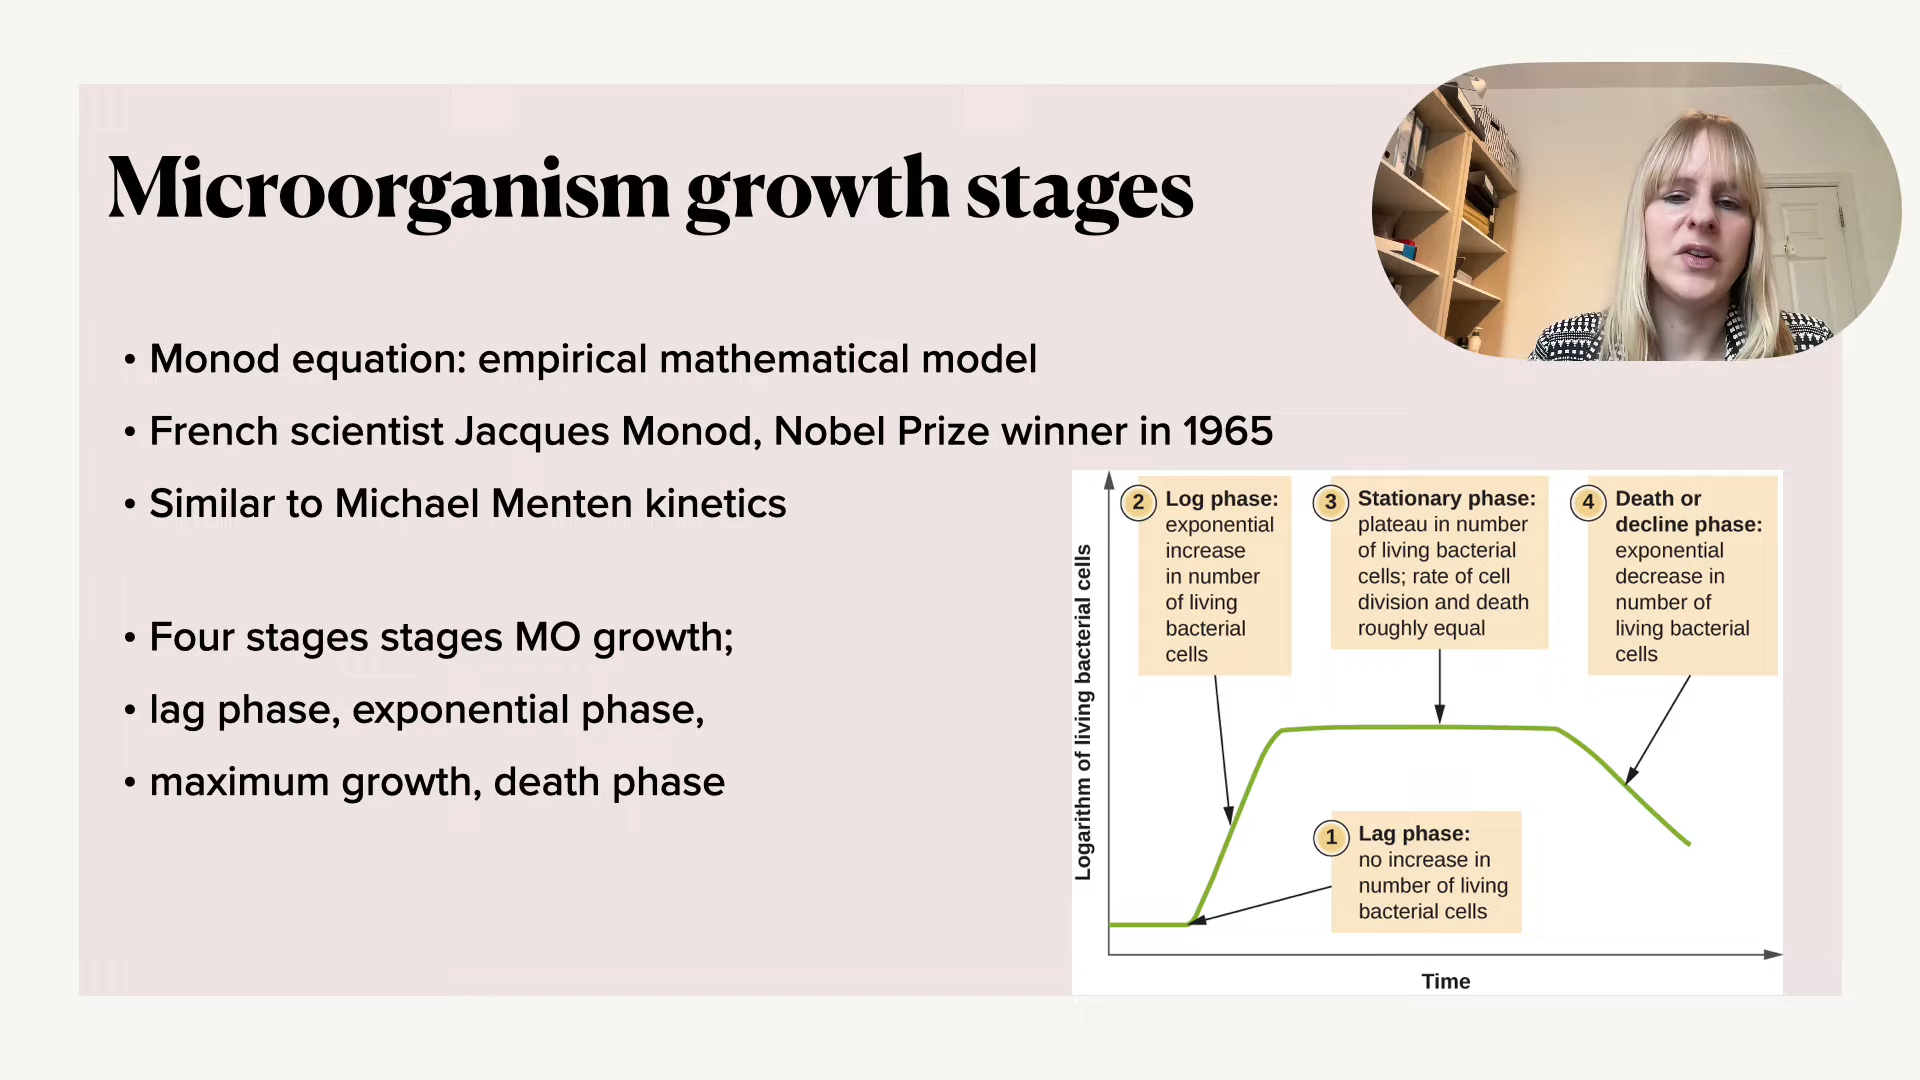 Microorganism growth stages
• Monod equation: empirical mathematical model
• French scientist Jacques Monod, Nobel Prize winner in 1965
• Similar to Michael Menten kinetics
• Four stages stages MO growth;
• lag phase, exponential phase,
• maximum growth, death phase
Logarithm of living bacterial cells
2 Log phase:
exponential
increase
in number
of living
bacterial
cells
3 Stationary phase:
plateau in number
of living bacterial
cells; rate of cell
division and death
roughly equal
4 Death or
decline phase:
exponential
decrease in
number of
living bacterial
cells
1 Lag phase:
no increase in
number of living
bacterial cells
Time